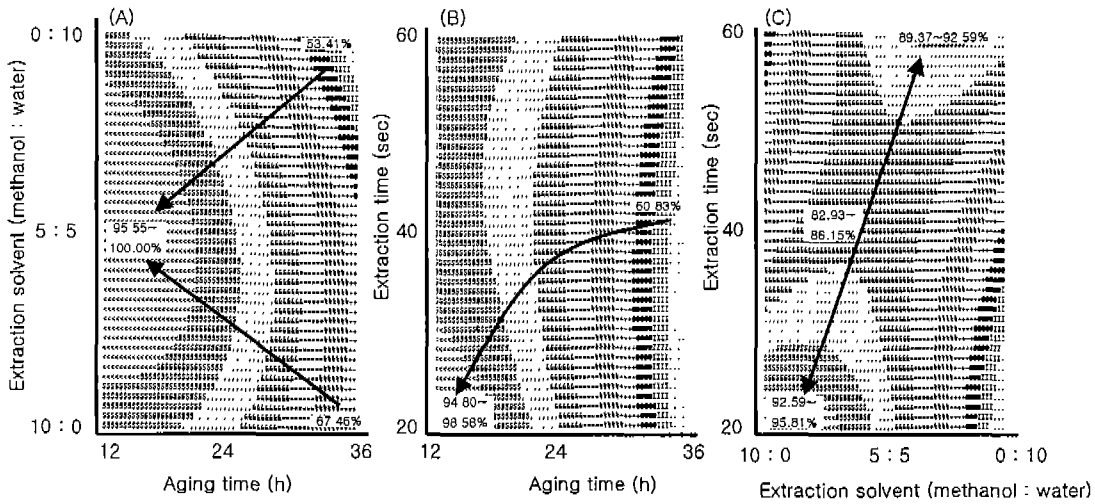 (A)
0 : 10
5 : 5
10 : 0
Extraction solvent (methanol : water)
53.41%
95 55~
100.00%
67.46%
12
24
36
Aging time (h)
(B)
60
40
20
Extraction time (sec)
60 83%
94 80~
98 58%
12
24
36
Aging time (h)
(C)
60
40
20
Extraction time (sec)
89.37~92 59%
82.93~
86.15%
92.59~
95.81%
10 : 0
5 : 5
0 : 10
Extraction solvent (methanol : water)